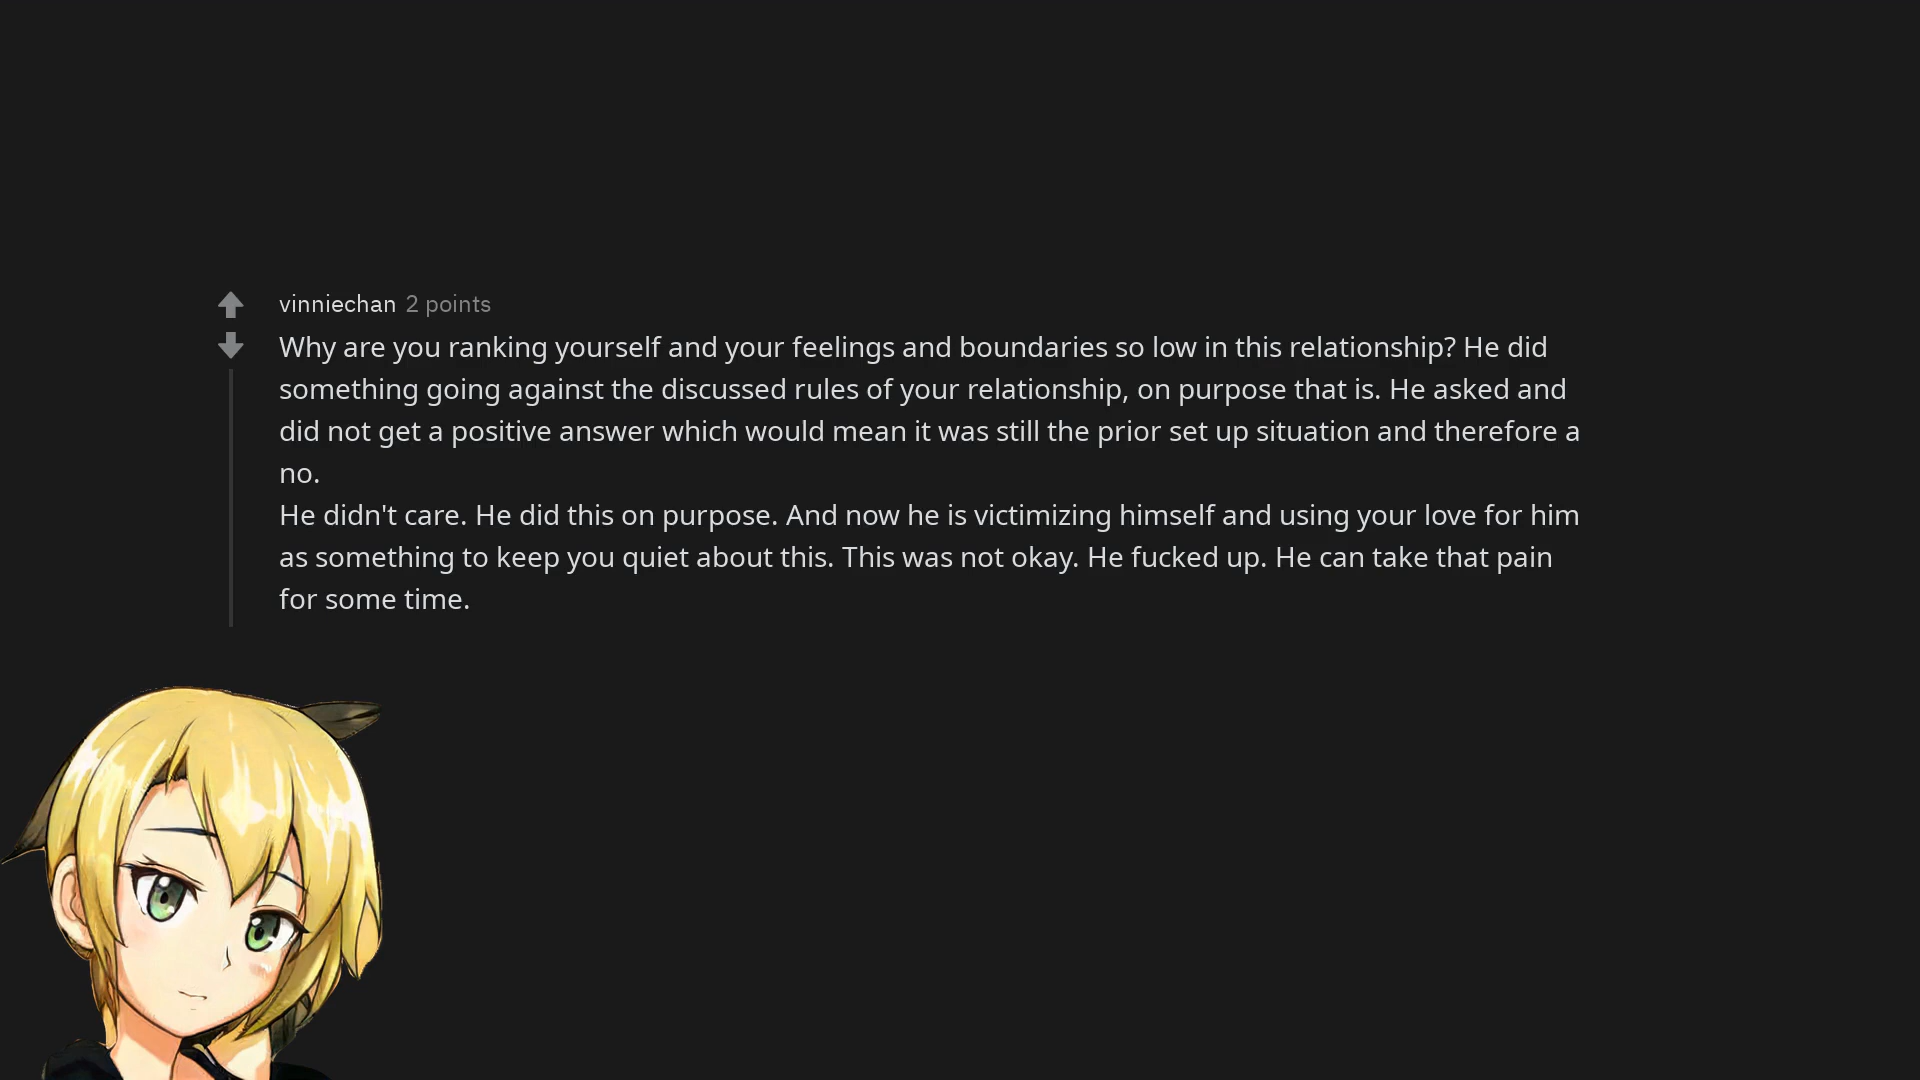 vinniechan 2 points
Why are you ranking yourself and your feelings and boundaries so low in this relationship? He did
something going against the discussed rules of your relationship, on purpose that is. He asked and
did not get a positive answer which would mean it was still the prior set up situation and therefore a
no.
He didn't care. He did this on purpose. And now he is victimizing himself and using your love for him
as something to keep you quiet about this. This was not okay. He fucked up. He can take that pain
for some time.